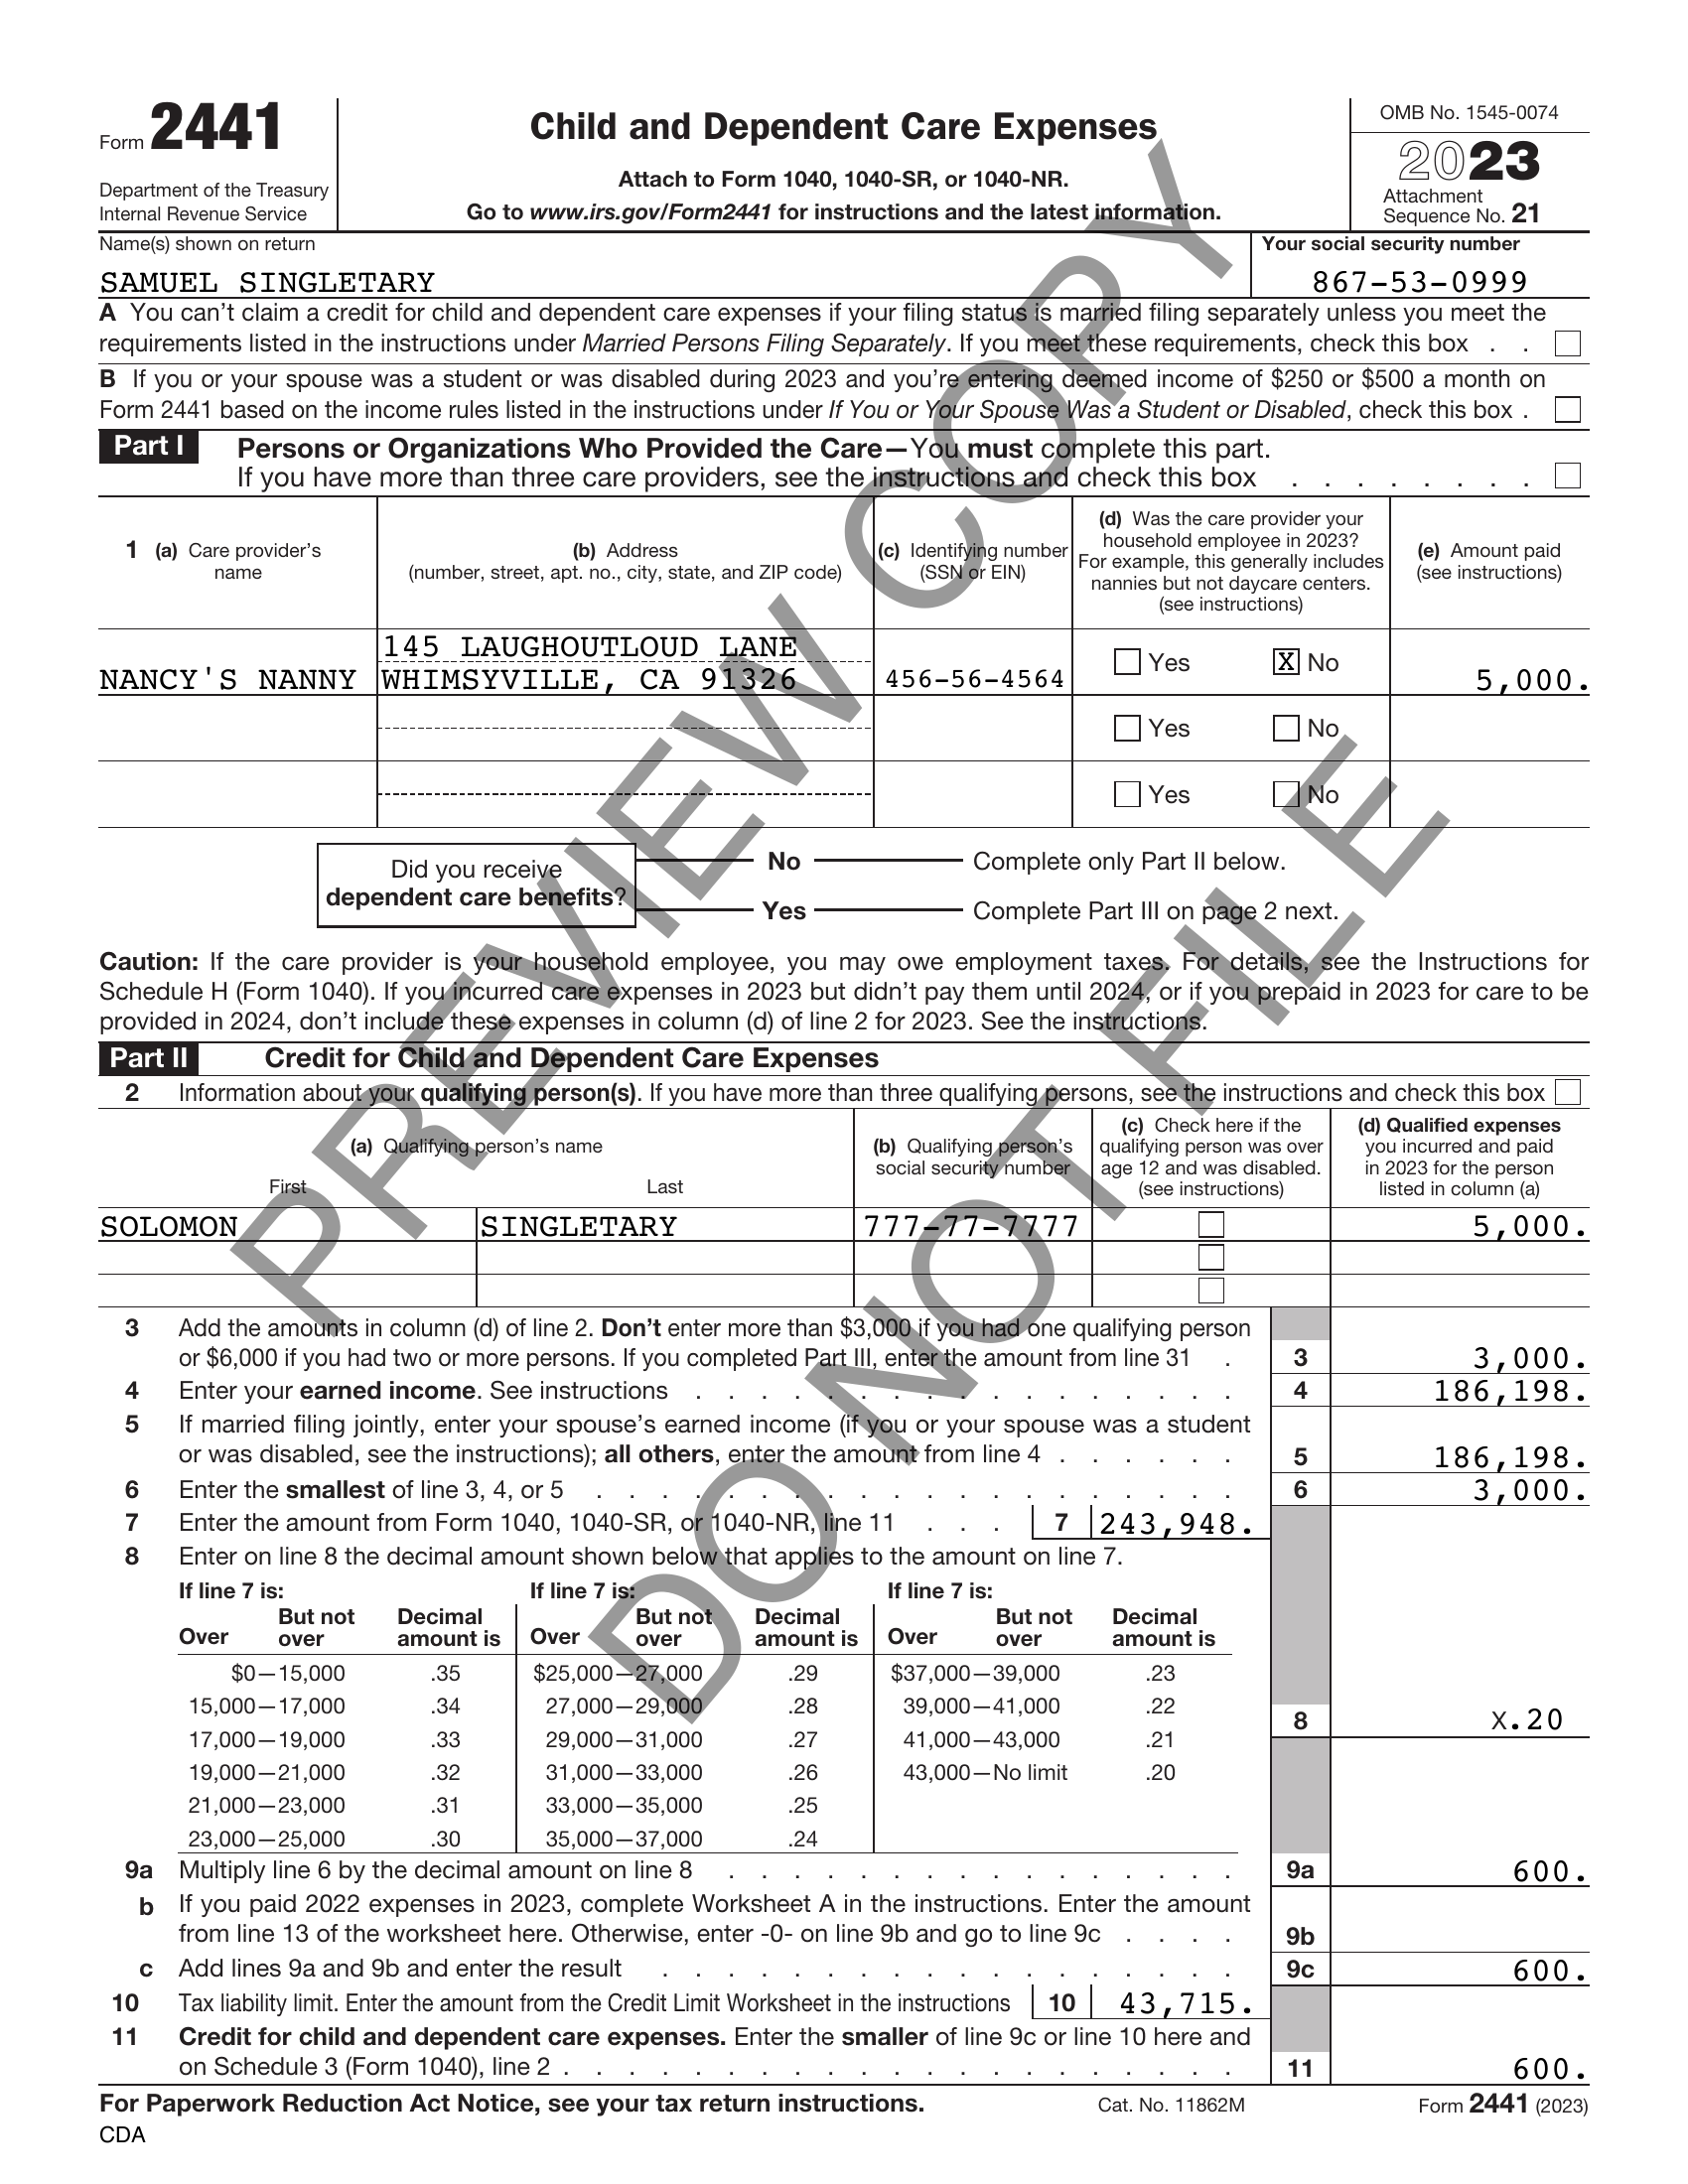 Form 2441
Department of the Treasury
Internal Revenue Service
Child and Dependent Care Expenses
Attach to Form 1040, 1040-SR, or 1040-NR.
Go to www.irs.gov/Form2441 for instructions and the latest information.
OMB No. 1545-0074
2023
Attachment
Sequence No. 21
Name(s) shown on return
SAMUEL SINGLETARY
Your social security number
867-53-0999
A You can't claim a credit for child and dependent care expenses if your filing status is married filing separately unless you meet the
requirements listed in the instructions under Married Persons Filing Separately. If you meet these requirements, check this box . .
B If you or your spouse was a student or was disabled during 2023 and you're entering deemed income of $250 or $500 a month on
Form 2441 based on the income rules listed in the instructions under If You or Your Spouse Was a Student or Disabled, check this box .
Part I Persons or Organizations Who Provided the Care—You must complete this part.
If you have more than three care providers, see the instructions and check this box . . . . . . . .
1 (a) Care provider's
name
(b) Address
(number, street, apt. no., city, state, and ZIP code)
(c) Identifying number
(SSN or EIN)
(d) Was the care provider your
household employee in 2023?
For example, this generally includes
nannies but not daycare centers.
(see instructions)
(e) Amount paid
(see instructions)
145 LAUGHOUTLOUD LANE
NANCY'S NANNY WHIMSYVILLE, CA 91326 456-56-4564 Yes X No 5,000.
Yes No
Yes No
Did you receive
dependent care benefits?
No Complete only Part II below.
Yes Complete Part III on page 2 next.
Caution: If the care provider is your household employee, you may owe employment taxes. For details, see the Instructions for
Schedule H (Form 1040). If you incurred care expenses in 2023 but didn't pay them until 2024, or if you prepaid in 2023 for care to be
provided in 2024, don't include these expenses in column (d) of line 2 for 2023. See the instructions.
Part II Credit for Child and Dependent Care Expenses
2 Information about your qualifying person(s). If you have more than three qualifying persons, see the instructions and check this box
(a) Qualifying person's name
First Last
(b) Qualifying person's
social security number
(c) Check here if the
qualifying person was over
age 12 and was disabled.
(see instructions)
(d) Qualified expenses
you incurred and paid
in 2023 for the person
listed in column (a)
SOLOMON SINGLETARY 777-77-7777 5,000.
3 Add the amounts in column (d) of line 2. Don't enter more than $3,000 if you had one qualifying person
or $6,000 if you had two or more persons. If you completed Part III, enter the amount from line 31 . 3 3,000.
4 Enter your earned income. See instructions . . . . . . . . . . . . . . . . . 4 186,198.
5 If married filing jointly, enter your spouse's earned income (if you or your spouse was a student
or was disabled, see the instructions); all others, enter the amount from line 4 . . . . . . 5 186,198.
6 Enter the smallest of line 3, 4, or 5 . . . . . . . . . . . . . . . . . . . . 6 3,000.
7 Enter the amount from Form 1040, 1040-SR, or 1040-NR, line 11 . . . 7 243,948.
8 Enter on line 8 the decimal amount shown below that applies to the amount on line 7.
If line 7 is: If line 7 is: If line 7 is:
Over But not over Decimal amount is Over But not over Decimal amount is Over But not over Decimal amount is
$0—15,000 .35 $25,000—27,000 .29 $37,000—39,000 .23
15,000—17,000 .34 27,000—29,000 .28 39,000—41,000 .22
17,000—19,000 .33 29,000—31,000 .27 41,000—43,000 .21
19,000—21,000 .32 31,000—33,000 .26 43,000—No limit .20
21,000—23,000 .31 33,000—35,000 .25
23,000—25,000 .30 35,000—37,000 .24
8 X.20
9a Multiply line 6 by the decimal amount on line 8 . . . . . . . . . . . . . . . . 9a 600.
b If you paid 2022 expenses in 2023, complete Worksheet A in the instructions. Enter the amount
from line 13 of the worksheet here. Otherwise, enter -0- on line 9b and go to line 9c . . . . 9b
c Add lines 9a and 9b and enter the result . . . . . . . . . . . . . . . . . . 9c 600.
10 Tax liability limit. Enter the amount from the Credit Limit Worksheet in the instructions 10 43,715.
11 Credit for child and dependent care expenses. Enter the smaller of line 9c or line 10 here and
on Schedule 3 (Form 1040), line 2 . . . . . . . . . . . . . . . . . . . . . 11 600.
For Paperwork Reduction Act Notice, see your tax return instructions. Cat. No. 11862M Form 2441 (2023)
CDA
PREVIEW COPY
DO NOT FILE